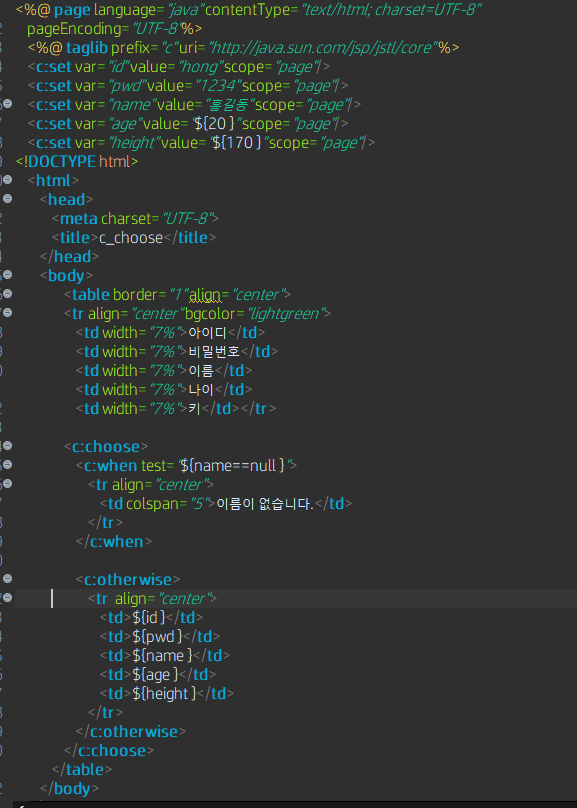 <%@ page language="java"contentType="text/html; charset=UTF-8"
pageEncoding="UTF-8"%>
<%@ taglib prefix="c"uri="http://java.sun.com/jsp/jstl/core"%>
<c:set var="id"value="hong"scope="page"/>
<c:set var="pwd"value="1234"scope="page"/>
<c:set var="name"value="홍길동"scope="page"/>
<c:set var="age"value="${20 }"scope="page"/>
<c:set var="height"value="${170 }"scope="page"/>
<!DOCTYPE html>
<html>
<head>
<meta charset="UTF-8">
<title>c_choose</title>
</head>
<body>
<table border="1"align="center">
<tr align="center"bgcolor="lightgreen">
<td width="7%">아이디</td>
<td width="7%">비밀번호</td>
<td width="7%">이름</td>
<td width="7%">나이</td>
<td width="7%">키</td></tr>
<c:choose>
<c:when test="${name==null }">
<tr align="center">
<td colspan="5">이름이 없습니다.</td>
</tr>
</c:when>
<c:otherwise>
<tr  align="center">
<td>${id }</td>
<td>${pwd }</td>
<td>${name }</td>
<td>${age }</td>
<td>${height }</td>
</tr>
</c:otherwise>
</c:choose>
</table>
</body>